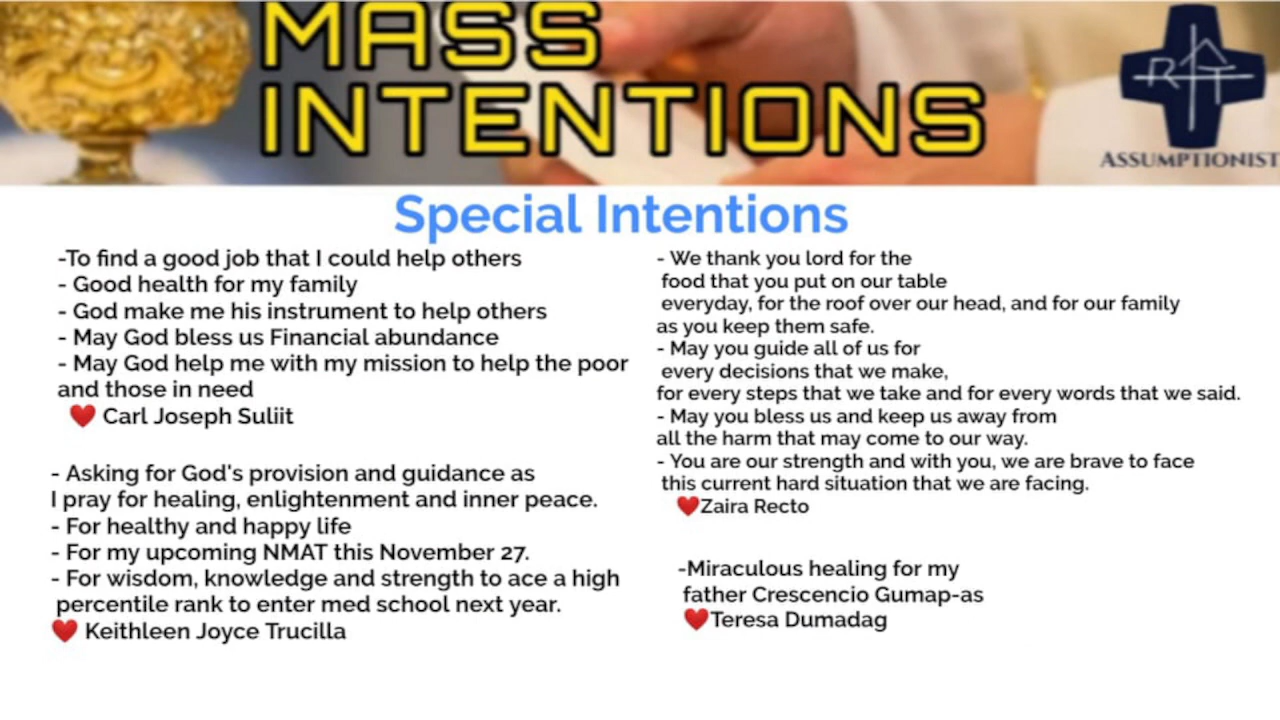 MASS
INTENTIONS
RAT
ASSUMPTIONIST
Special Intentions
-To find a good job that I could help others
- Good health for my family
- God make me his instrument to help others
- May God bless us Financial abundance
- May God help me with my mission to help the poor
and those in need
❤️ Carl Joseph Suliit
- Asking for God's provision and guidance as
I pray for healing, enlightenment and inner peace.
- For healthy and happy life
- For my upcoming NMAT this November 27.
- For wisdom, knowledge and strength to ace a high
percentile rank to enter med school next year.
❤️ Keithleen Joyce Trucilla
- We thank you lord for the
food that you put on our table
everyday, for the roof over our head, and for our family
as you keep them safe.
- May you guide all of us for
every decisions that we make,
for every steps that we take and for every words that we said.
- May you bless us and keep us away from
all the harm that may come to our way.
- You are our strength and with you, we are brave to face
this current hard situation that we are facing.
❤️Zaira Recto
-Miraculous healing for my
father Crescencio Gumap-as
❤️Teresa Dumadag